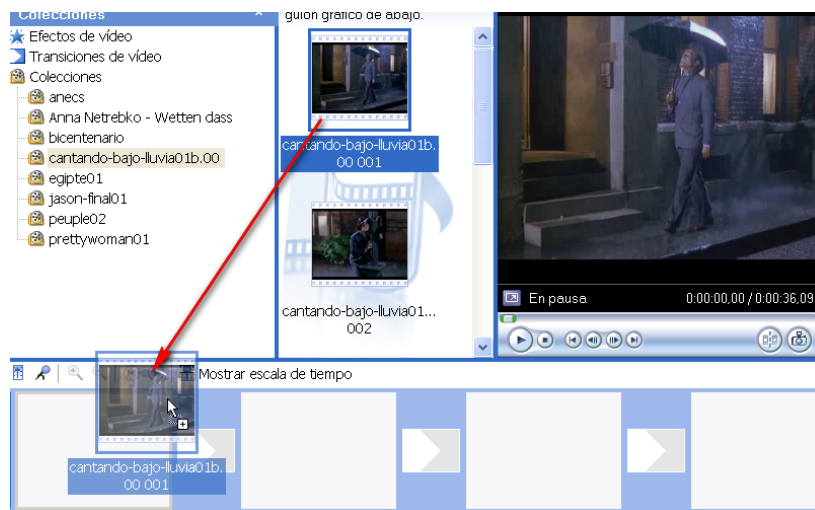 Colecciones
Efectos de vídeo
Transiciones de vídeo
Colecciones
anecs
Anna Netrebko - Wetten dass
bicentenario
cantando-bajo-lluvia01b.00
egipte01
jason-final01
peuple02
prettywoman01
guion gráfico de abajo.
cantando-bajo-lluvia01b.
00 001
cantando-bajo-lluvia01...
002
En pausa
0:00:00,00 / 0:00:36,09
Mostrar escala de tiempo
cantando-bajo-lluvia01b.
00 001